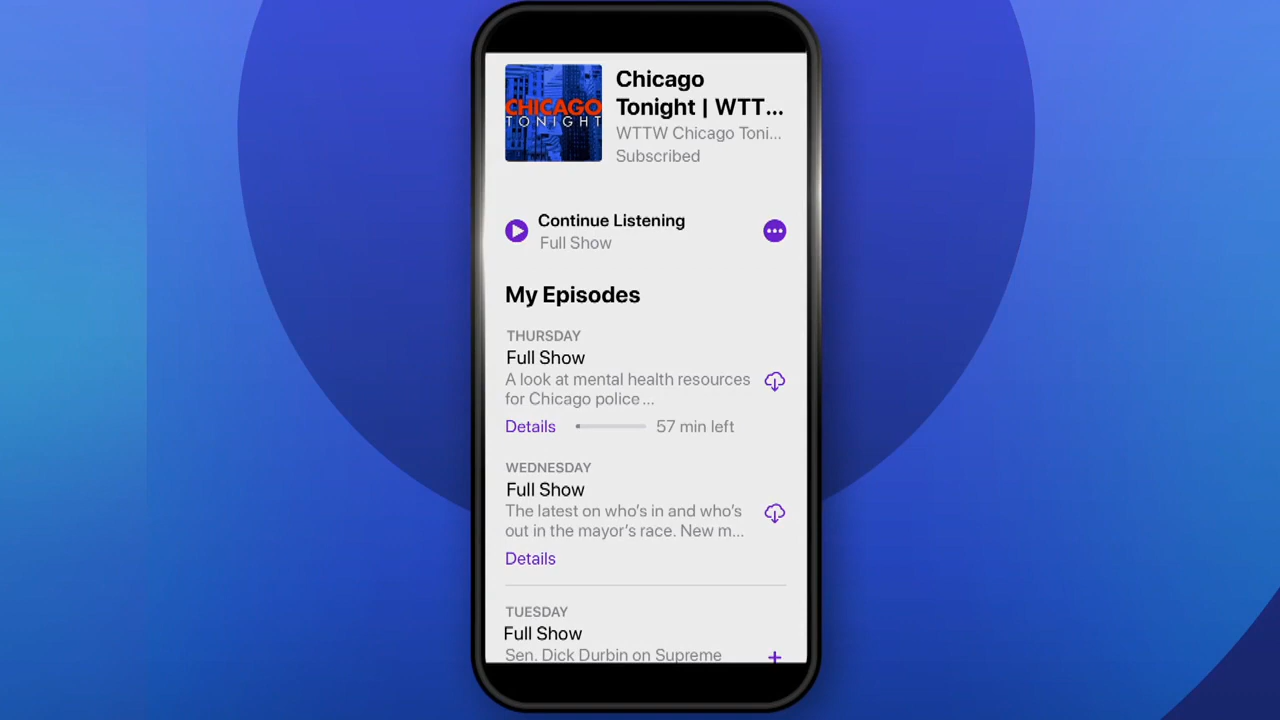 CHICAGO
TONIGHT
Chicago
Tonight | WTT...
WTTW Chicago Toni...
Subscribed
Continue Listening
Full Show
My Episodes
THURSDAY
Full Show
A look at mental health resources
for Chicago police ...
Details
57 min left
WEDNESDAY
Full Show
The latest on who’s in and who’s
out in the mayor’s race. New m...
Details
TUESDAY
Full Show
Sen. Dick Durbin on Supreme